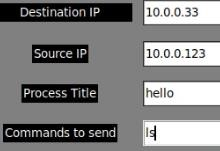 Destination IP 10.0.0.33
Source IP 10.0.0.123
Process Title hello
Commands to send ls